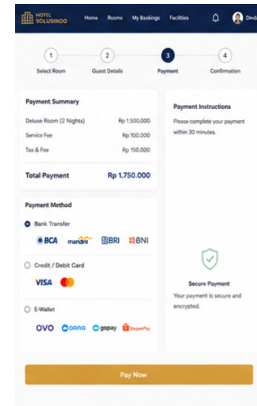 HOTEL
SOLUSINDO
Home
Rooms
My Bookings
Facilities
1
2
3
4
Select Room
Guest Details
Payment
Confirmation
Payment Summary
Deluxe Room (2 Nights)
Rp 1.500.000
Service Fee
Rp 100.000
Tax & Fee
Rp 150.000
Total Payment
Rp 1.750.000
Payment Instructions
Please complete your payment
within 30 minutes.
Payment Method
Bank Transfer
BCA
mandiri
BRI
BNI
Credit / Debit Card
VISA
E-Wallet
OVO
DANA
gopay
ShopeePay
Secure Payment
Your payment is secure and
encrypted.
Pay Now